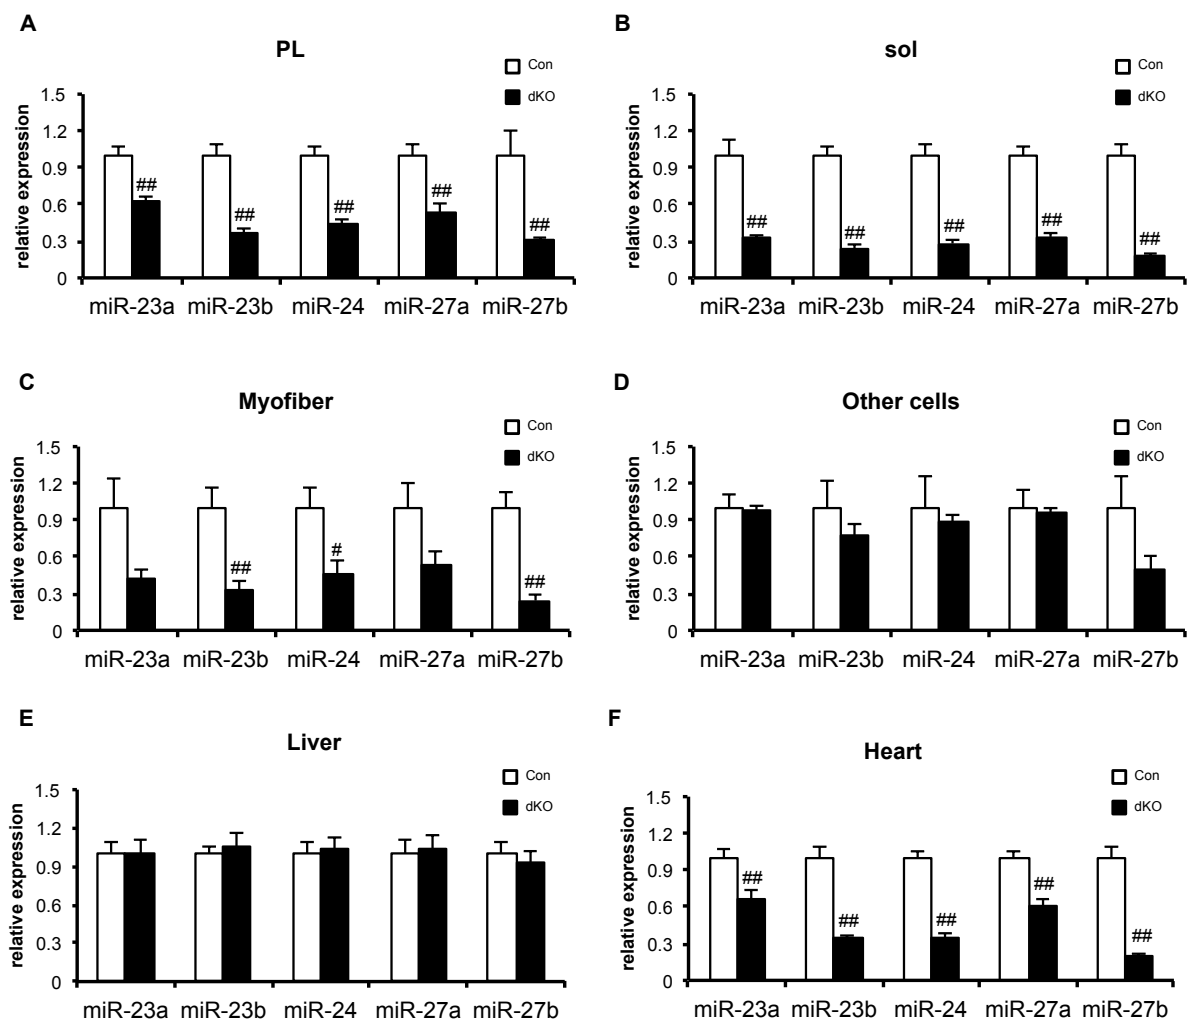 A
PL
Con
dKO
relative expression
1.5
1.2
0.9
0.6
0.3
0
##
##
##
##
##
miR-23a miR-23b miR-24 miR-27a miR-27b
B
sol
Con
dKO
relative expression
1.5
1.2
0.9
0.6
0.3
0
##
##
##
##
##
miR-23a miR-23b miR-24 miR-27a miR-27b
C
Myofiber
Con
dKO
relative expression
1.5
1.2
0.9
0.6
0.3
0
##
#
##
miR-23a miR-23b miR-24 miR-27a miR-27b
D
Other cells
Con
dKO
relative expression
1.5
1.2
0.9
0.6
0.3
0
miR-23a miR-23b miR-24 miR-27a miR-27b
E
Liver
Con
dKO
relative expression
1.5
1.2
0.9
0.6
0.3
0
miR-23a miR-23b miR-24 miR-27a miR-27b
F
Heart
Con
dKO
relative expression
1.5
1.2
0.9
0.6
0.3
0
##
##
##
##
##
miR-23a miR-23b miR-24 miR-27a miR-27b